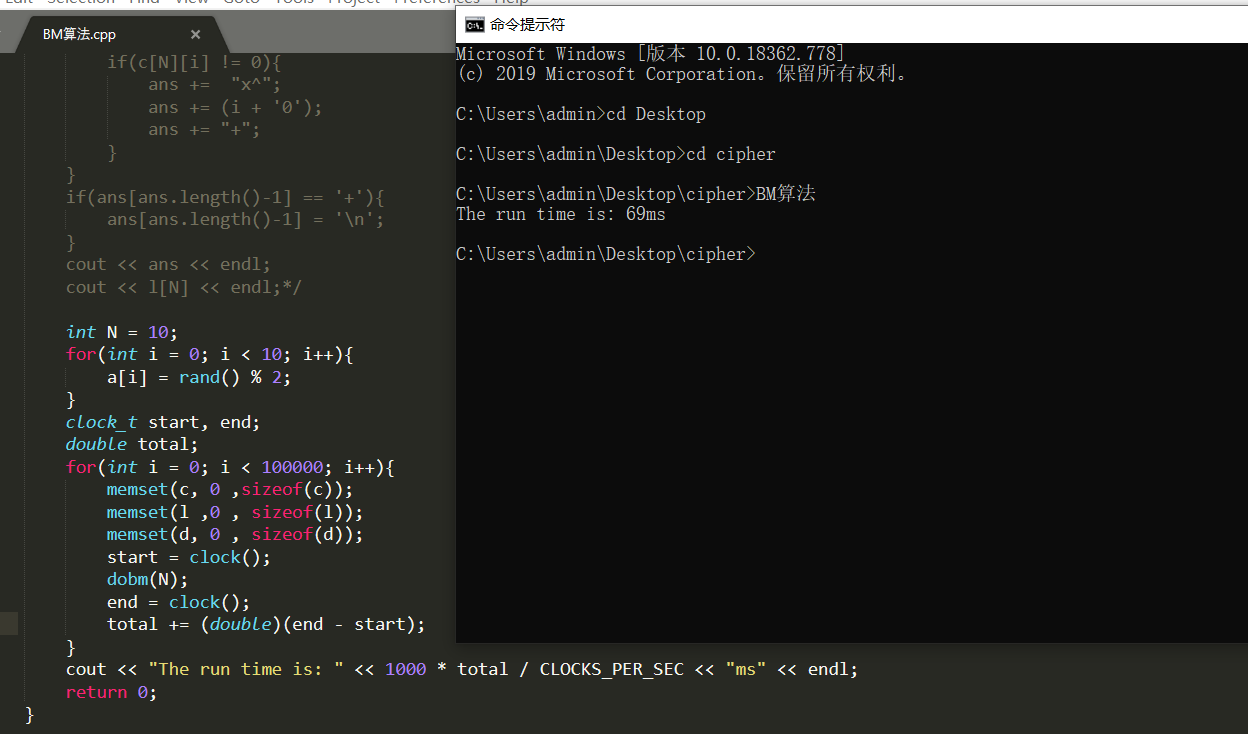 Edit Selection Find View Goto Tools Project Preferences Help
BM算法.cpp ×
if(c[N][i] != 0){
ans += "x^";
ans += (i + '0');
ans += "+";
}
}
if(ans[ans.length()-1] == '+'){
ans[ans.length()-1] = '\n';
}
cout << ans << endl;
cout << l[N] << endl;*/
int N = 10;
for(int i = 0; i < 10; i++){
a[i] = rand() % 2;
}
clock_t start, end;
double total;
for(int i = 0; i < 100000; i++){
memset(c, 0 ,sizeof(c));
memset(l ,0 , sizeof(l));
memset(d, 0 , sizeof(d));
start = clock();
dobm(N);
end = clock();
total += (double)(end - start);
}
cout << "The run time is: " << 1000 * total / CLOCKS_PER_SEC << "ms" << endl;
return 0;
}
命令提示符
Microsoft Windows [版本 10.0.18362.778]
(c) 2019 Microsoft Corporation。保留所有权利。
C:\Users\admin>cd Desktop
C:\Users\admin\Desktop>cd cipher
C:\Users\admin\Desktop\cipher>BM算法
The run time is: 69ms
C:\Users\admin\Desktop\cipher>